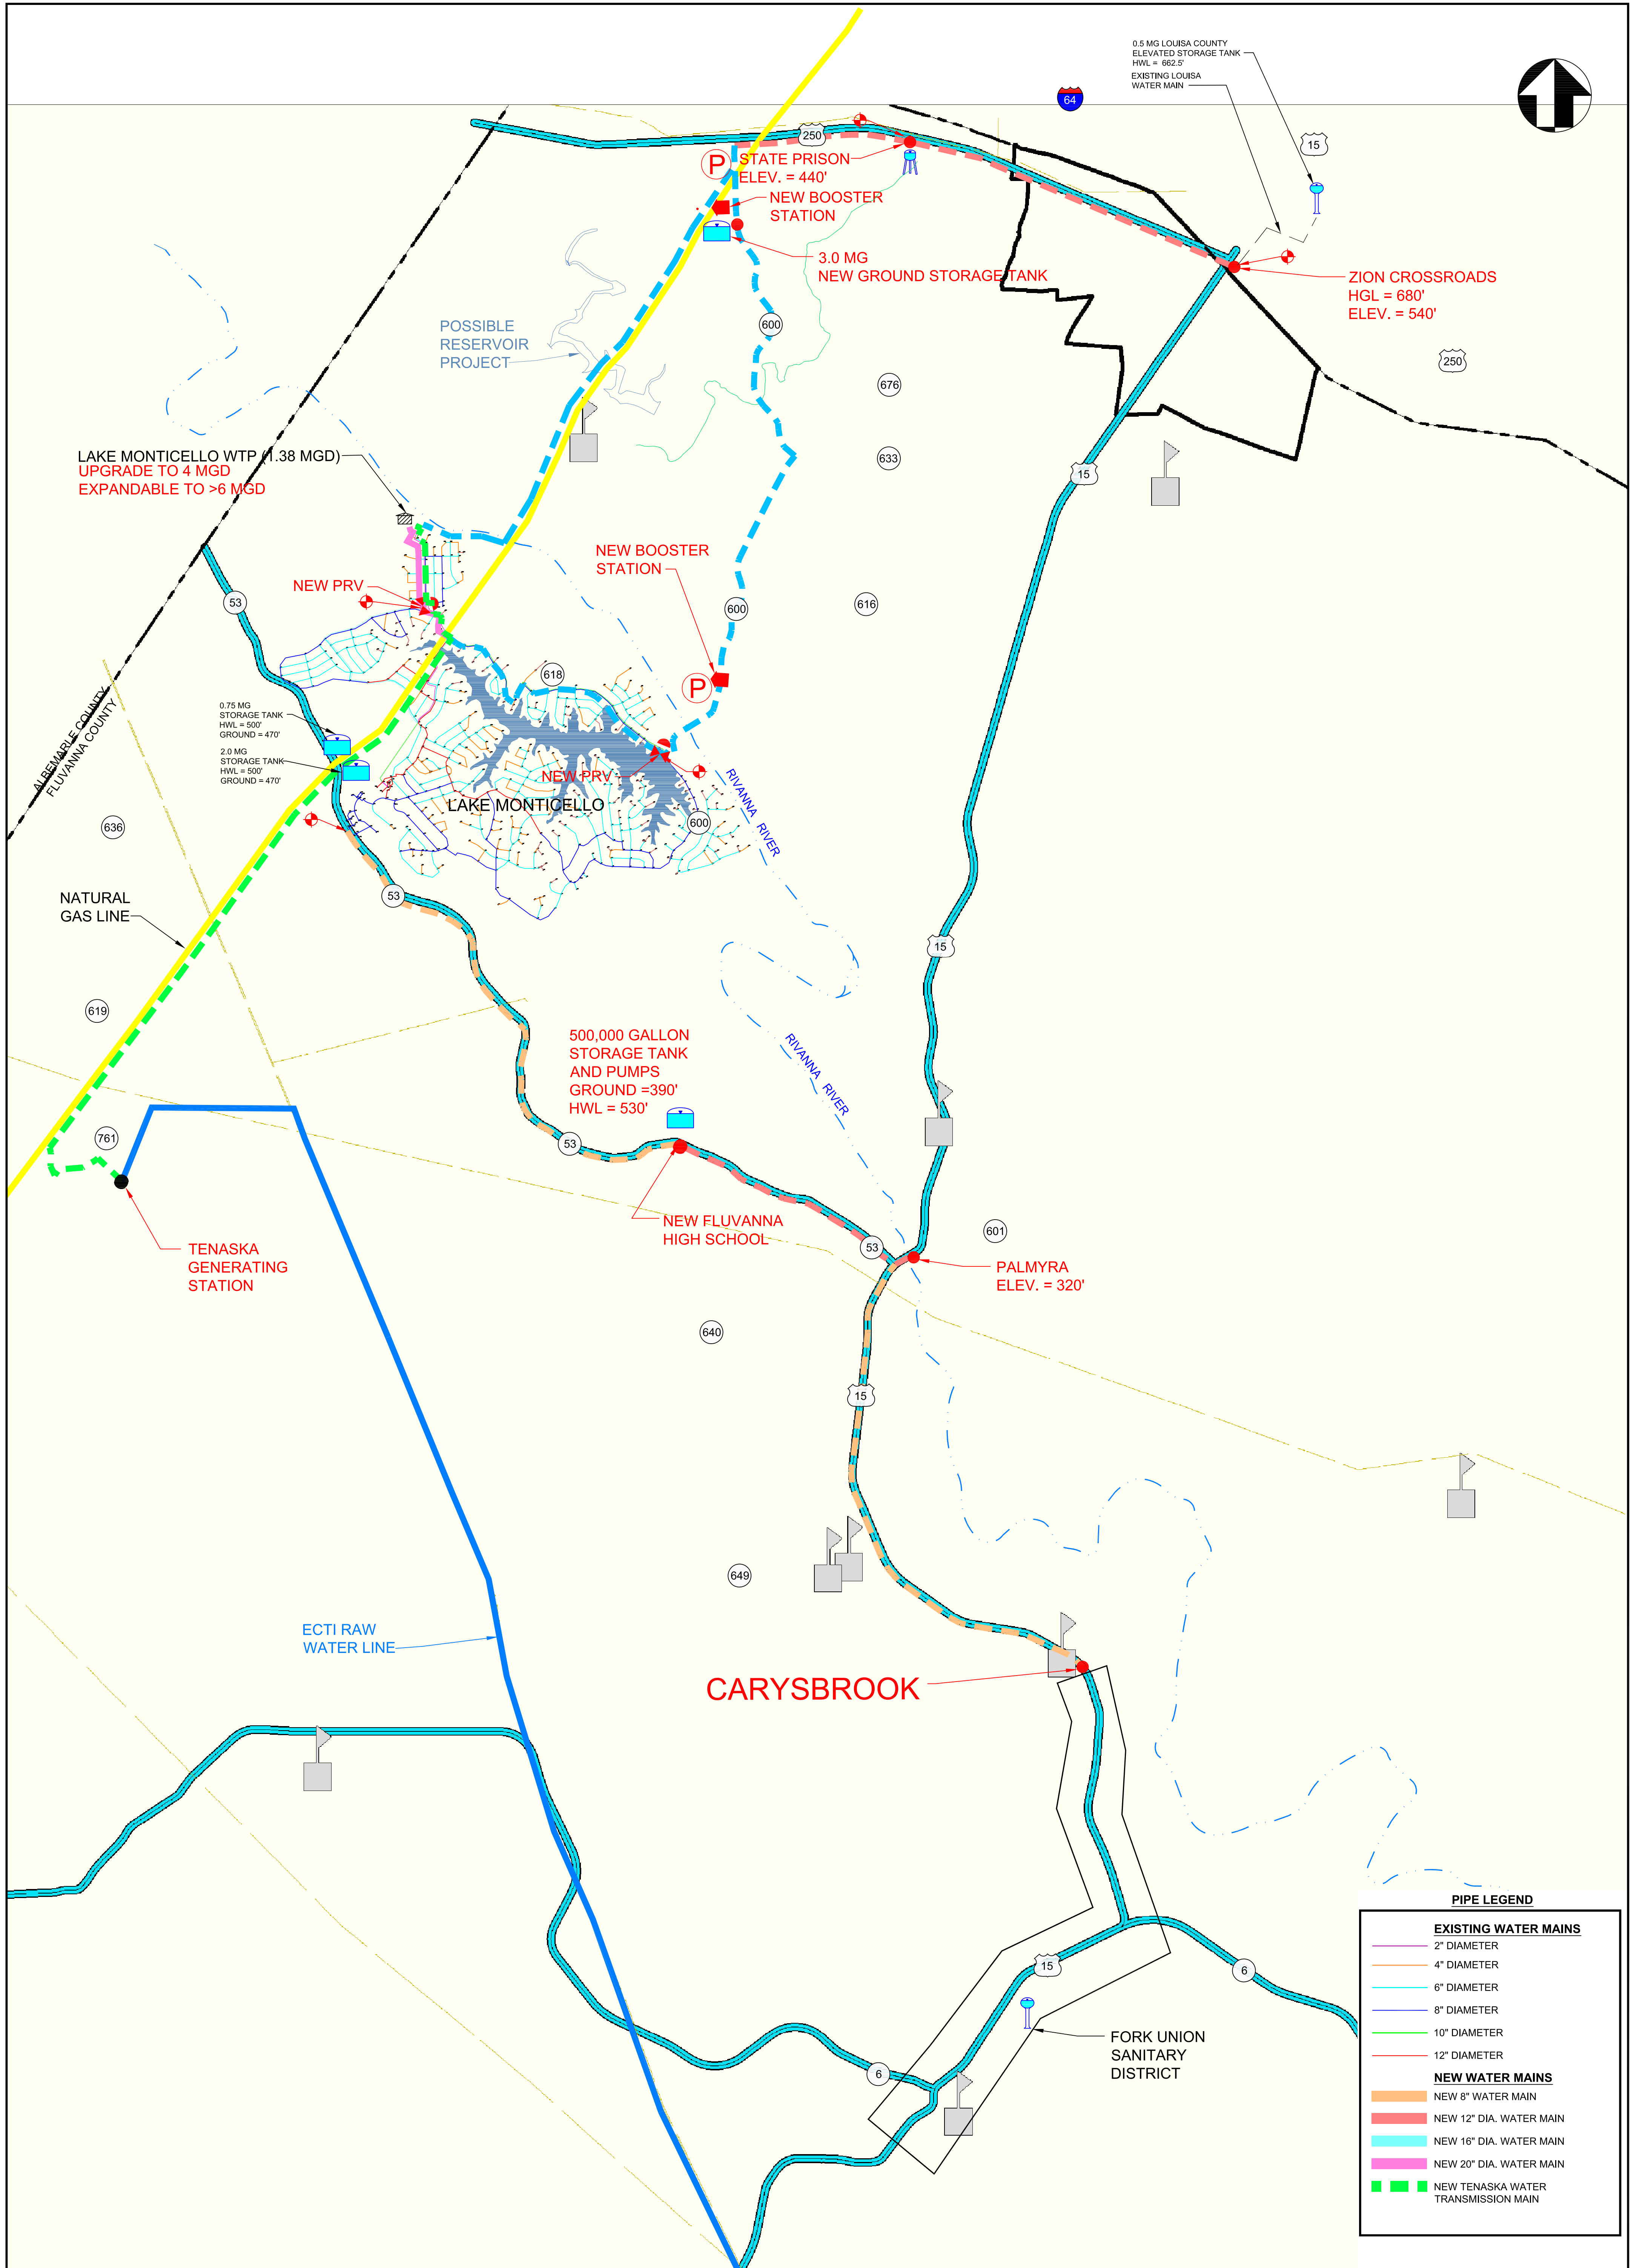 0.5 MG LOUISA COUNTY
ELEVATED STORAGE TANK
HWL = 662.5'
EXISTING LOUISA
WATER MAIN
64
250
15
P
STATE PRISON
ELEV. = 440'
NEW BOOSTER
STATION
3.0 MG
NEW GROUND STORAGE TANK
ZION CROSSROADS
HGL = 680'
ELEV. = 540'
POSSIBLE
RESERVOIR
PROJECT
600
250
676
LAKE MONTICELLO WTP (1.38 MGD)
UPGRADE TO 4 MGD
EXPANDABLE TO >6 MGD
633
15
NEW BOOSTER
STATION
NEW PRV
53
600
616
618
P
ALBEMARLE COUNTY
FLUVANNA COUNTY
0.75 MG
STORAGE TANK
HWL = 500'
GROUND = 470'
2.0 MG
STORAGE TANK
HWL = 500'
GROUND = 470'
NEW PRV
LAKE MONTICELLO
RIVANNA RIVER
600
636
53
NATURAL
GAS LINE
15
619
500,000 GALLON
STORAGE TANK
AND PUMPS
GROUND =390'
HWL = 530'
RIVANNA RIVER
761
53
NEW FLUVANNA
HIGH SCHOOL
601
53
TENASKA
GENERATING
STATION
PALMYRA
ELEV. = 320'
640
15
649
ECTI RAW
WATER LINE
CARYSBROOK
15
6
FORK UNION
SANITARY
DISTRICT
6
PIPE LEGEND
EXISTING WATER MAINS
2" DIAMETER
4" DIAMETER
6" DIAMETER
8" DIAMETER
10" DIAMETER
12" DIAMETER
NEW WATER MAINS
NEW 8" WATER MAIN
NEW 12" DIA. WATER MAIN
NEW 16" DIA. WATER MAIN
NEW 20" DIA. WATER MAIN
NEW TENASKA WATER
TRANSMISSION MAIN